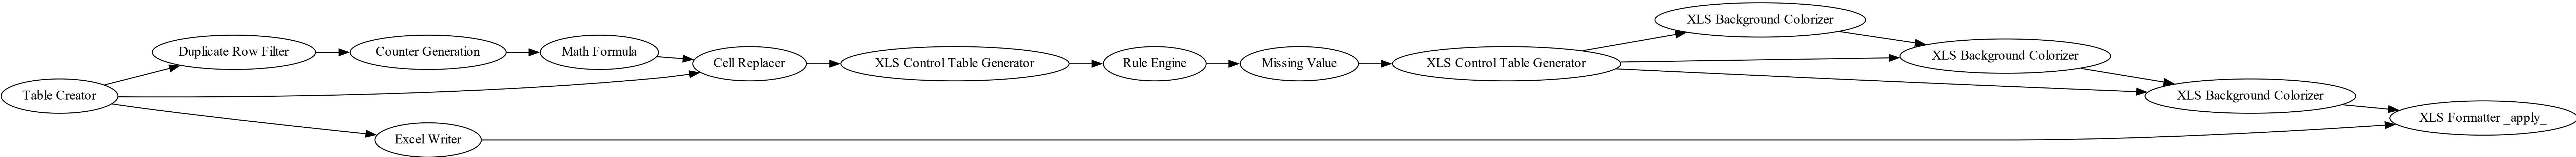 Table Creator
Duplicate Row Filter
Counter Generation
Math Formula
Cell Replacer
XLS Control Table Generator
Rule Engine
Missing Value
XLS Control Table Generator
XLS Background Colorizer
XLS Background Colorizer
XLS Background Colorizer
Excel Writer
XLS Formatter _apply_